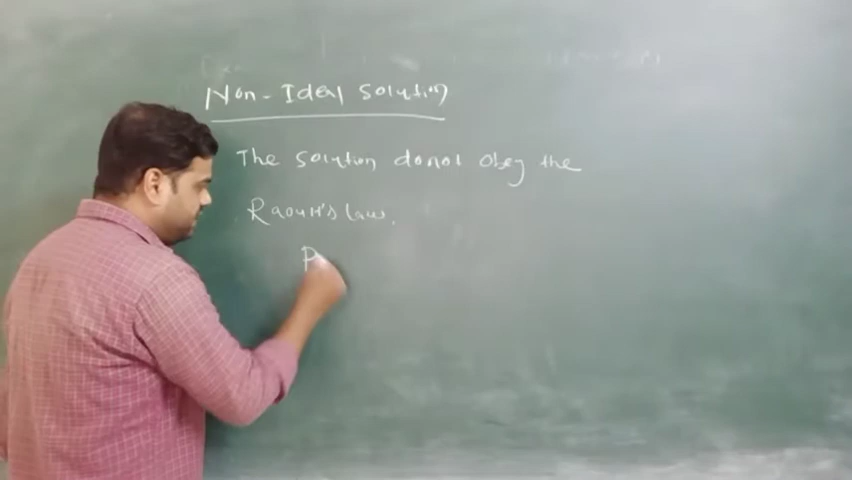 Non-Ideal Solution
The Solution donot obey the
Raoult's law.
P